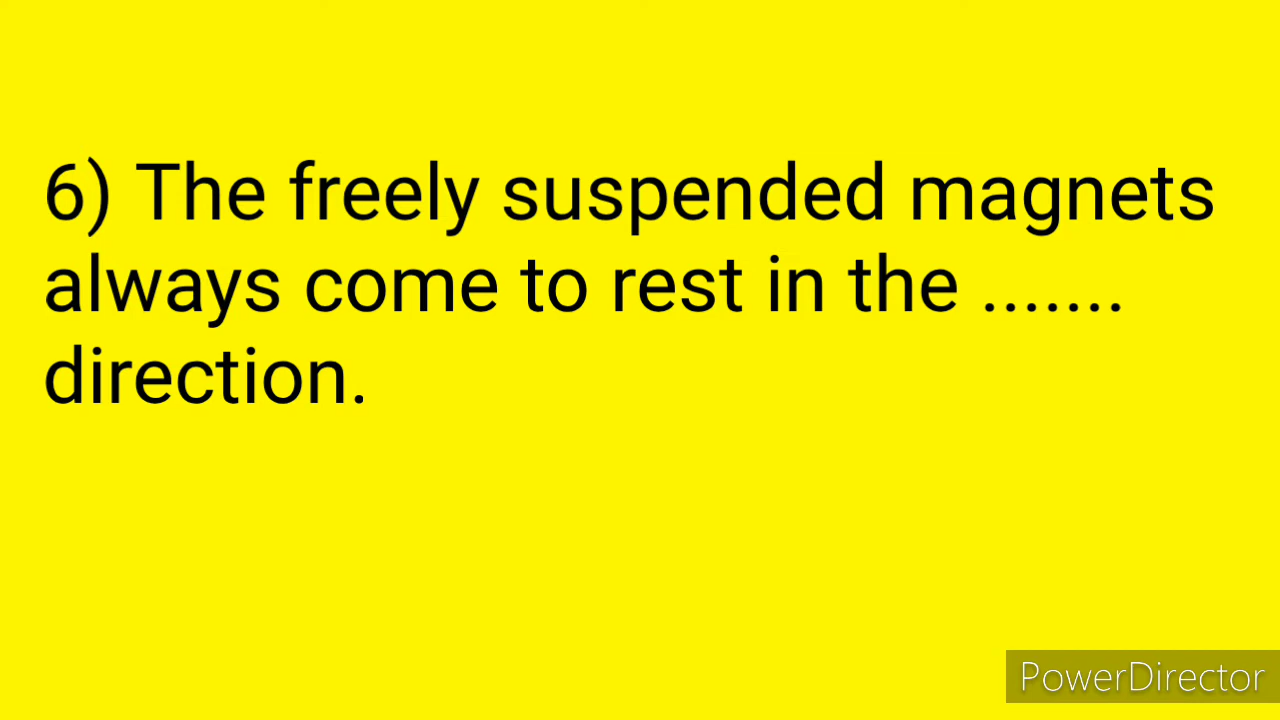 6) The freely suspended magnets
always come to rest in the .......
direction.
PowerDirector